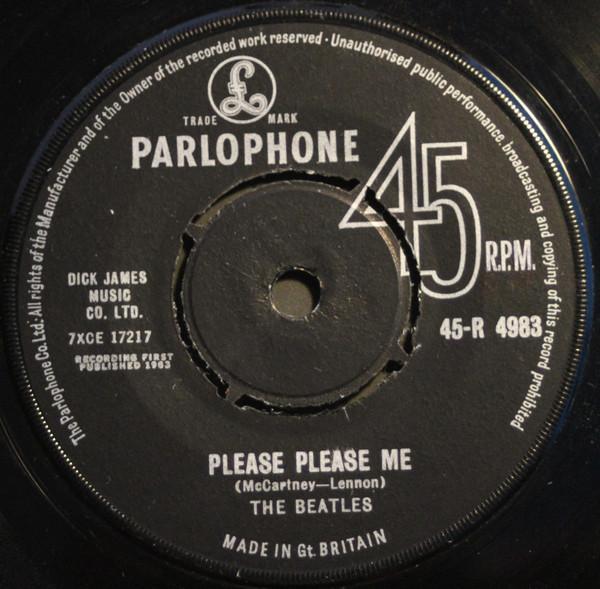 The Parlophone Co. Ltd. All rights of the Manufacturer and of the Owner of the recorded work reserved · Unauthorised public performance, broadcasting and copying of this record prohibited
£
TRADE MARK
PARLOPHONE
45 R.P.M.
DICK JAMES
MUSIC
CO. LTD.
7XCE 17217
RECORDING FIRST
PUBLISHED 1963
45-R 4983
PLEASE PLEASE ME
(McCartney—Lennon)
THE BEATLES
MADE IN Gt. BRITAIN